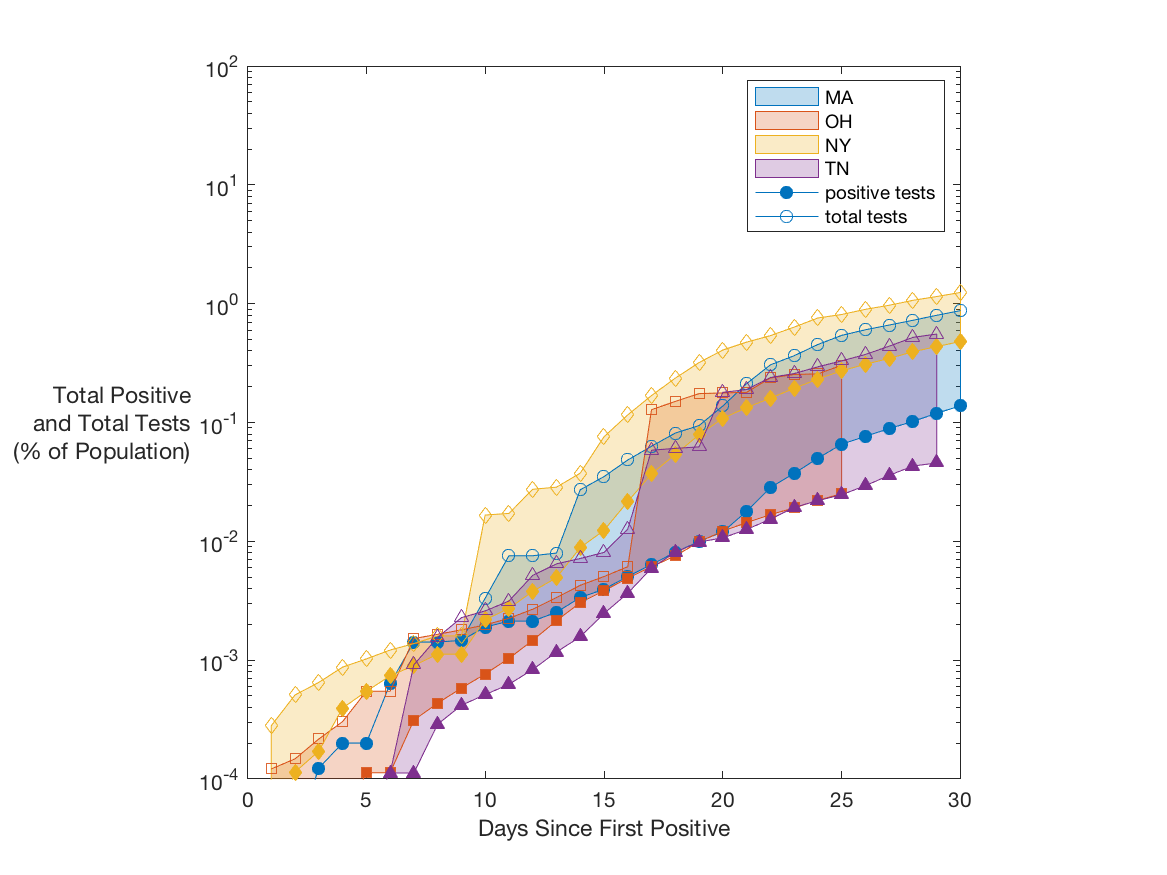 10^2
10^1
10^0
10^-1
10^-2
10^-3
10^-4
Total Positive
and Total Tests
(% of Population)
MA
OH
NY
TN
positive tests
total tests
0 5 10 15 20 25 30
Days Since First Positive